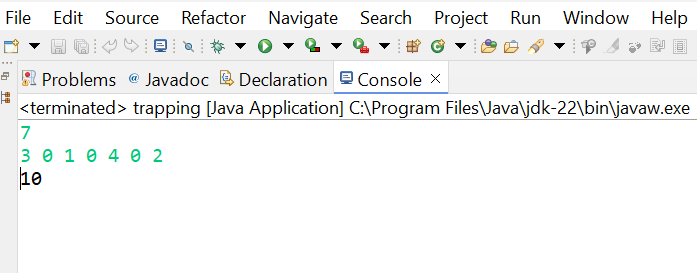 File Edit Source Refactor Navigate Search Project Run Window Help
Problems @ Javadoc Declaration Console
<terminated> trapping [Java Application] C:\Program Files\Java\jdk-22\bin\javaw.exe
7
3 0 1 0 4 0 2
10